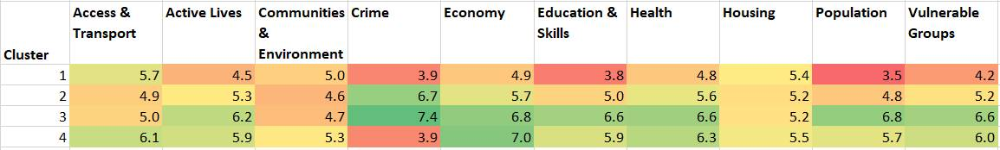 Cluster Access & Transport Active Lives Communities & Environment Crime Economy Education & Skills Health Housing Population Vulnerable Groups
1 5.7 4.5 5.0 3.9 4.9 3.8 4.8 5.4 3.5 4.2
2 4.9 5.3 4.6 6.7 5.7 5.0 5.6 5.2 4.8 5.2
3 5.0 6.2 4.7 7.4 6.8 6.6 6.6 5.2 6.8 6.6
4 6.1 5.9 5.3 3.9 7.0 5.9 6.3 5.5 5.7 6.0